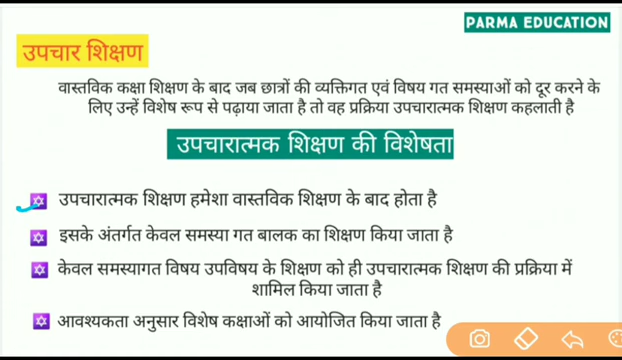 PARMA EDUCATION
उपचार शिक्षण
वास्तविक कक्षा शिक्षण के बाद जब छात्रों की व्यक्तिगत एवं विषय गत समस्याओं को दूर करने के
लिए उन्हें विशेष रूप से पढ़ाया जाता है तो वह प्रक्रिया उपचारात्मक शिक्षण कहलाती है
उपचारात्मक शिक्षण की विशेषता
उपचारात्मक शिक्षण हमेशा वास्तविक शिक्षण के बाद होता है
इसके अंतर्गत केवल समस्या गत बालक का शिक्षण किया जाता है
केवल समस्यागत विषय उपविषय के शिक्षण को ही उपचारात्मक शिक्षण की प्रक्रिया में
शामिल किया जाता है
आवश्यकता अनुसार विशेष कक्षाओं को आयोजित किया जाता है